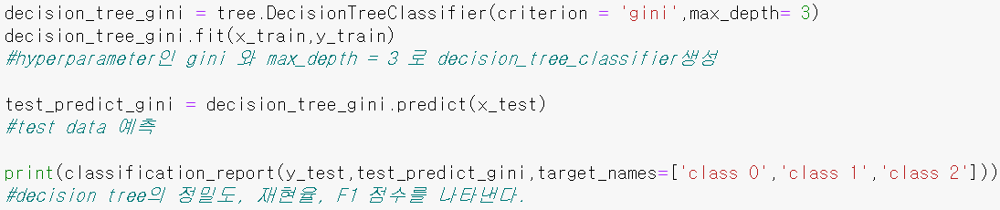 decision_tree_gini = tree.DecisionTreeClassifier(criterion = 'gini',max_depth= 3)
decision_tree_gini.fit(x_train,y_train)
#hyperparameter인 gini 와 max_depth = 3 로 decision_tree_classifier생성
test_predict_gini = decision_tree_gini.predict(x_test)
#test data 예측
print(classification_report(y_test,test_predict_gini,target_names=['class 0','class 1','class 2']))
#decision tree의 정밀도, 재현율, F1 점수를 나타낸다.